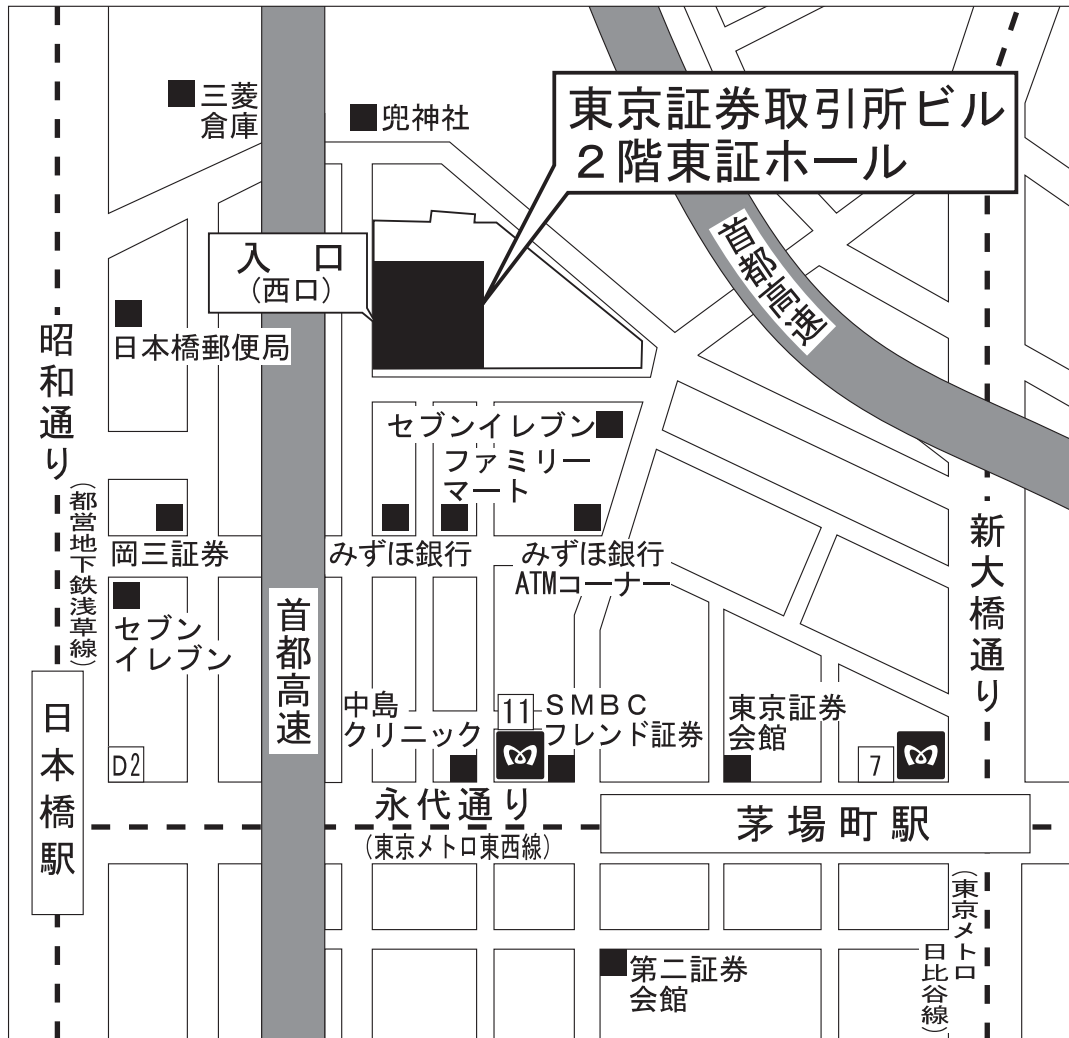 三菱
倉庫
兜神社
東京証券取引所ビル
２階東証ホール
入　口
（西口）
首都高速
日本橋郵便局
昭和通り
（都営地下鉄浅草線）
セブンイレブン
ファミリー
マート
岡三証券
みずほ銀行
みずほ銀行
ATMコーナー
新大橋通り
セブン
イレブン
首都高速
中島
クリニック
11
ＳＭＢＣ
フレンド証券
東京証券
会館
7
日本橋駅
D2
永代通り
（東京メトロ東西線）
茅場町駅
（東京メトロ
日比谷線）
第二証券
会館